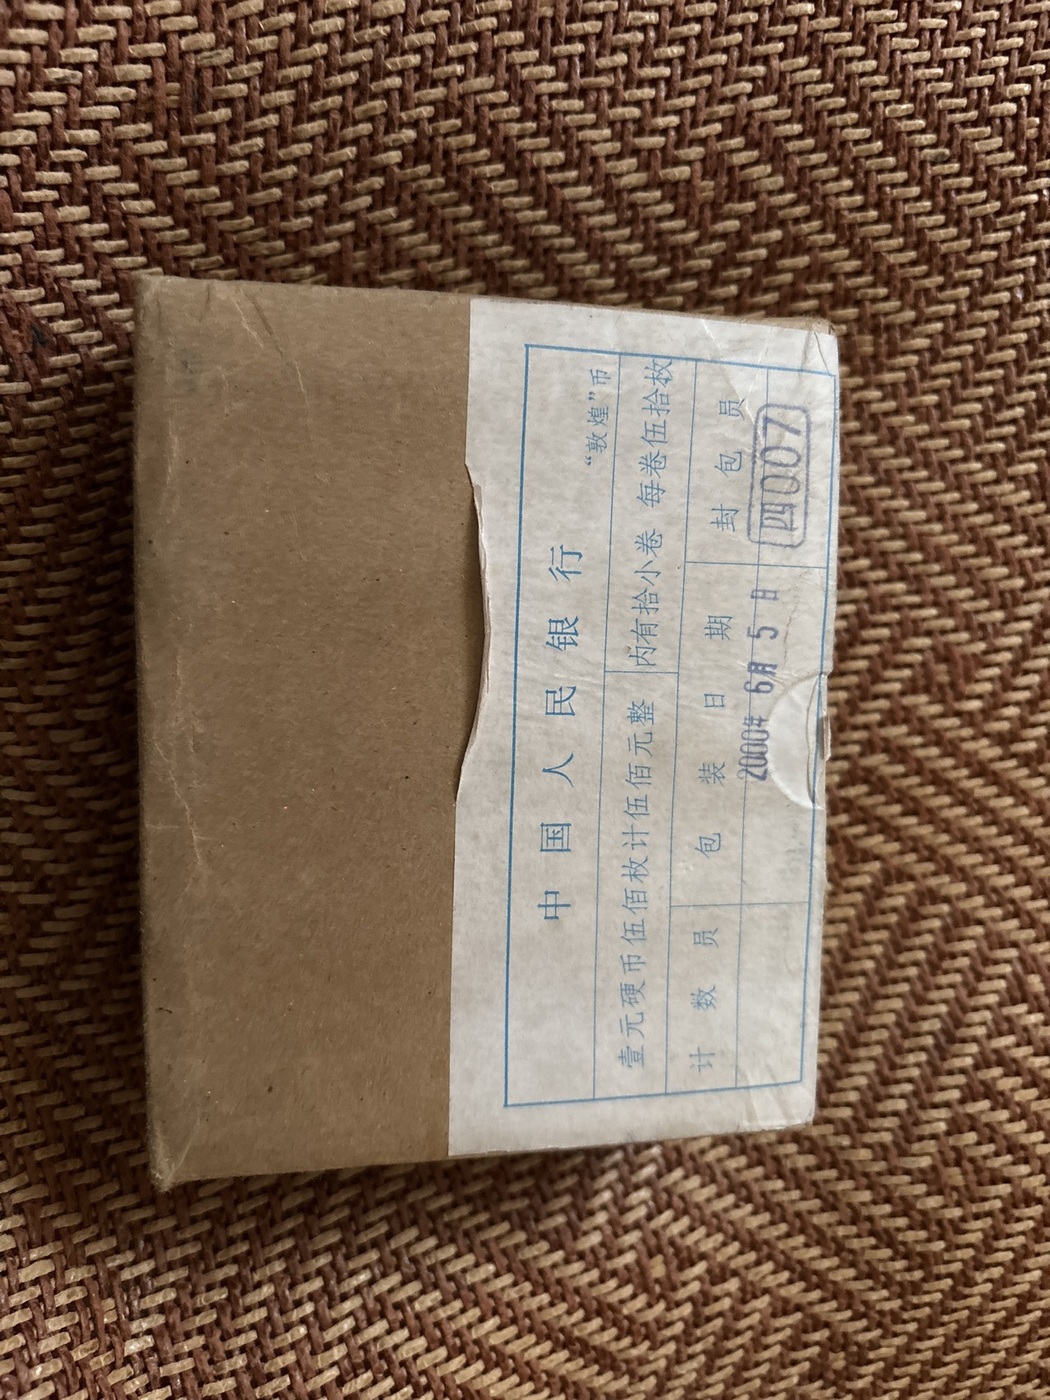 中国人民银行
“敦煌”币
壹元硬币伍佰枚计伍佰元整 内有拾小卷 每卷伍拾枚
计数员 包装日期 封包员
2000年 6月 5日 四007